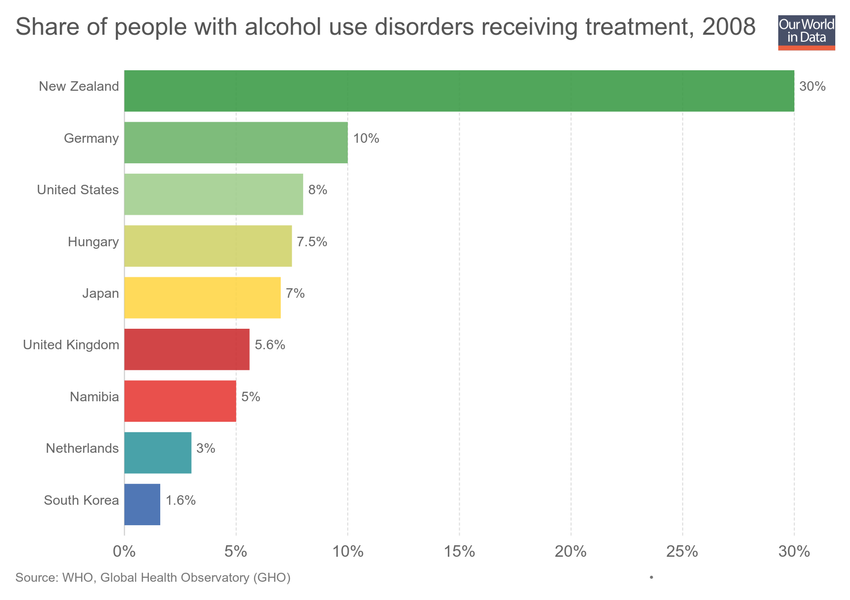 Share of people with alcohol use disorders receiving treatment, 2008
Our World
in Data
New Zealand 30%
Germany 10%
United States 8%
Hungary 7.5%
Japan 7%
United Kingdom 5.6%
Namibia 5%
Netherlands 3%
South Korea 1.6%
0% 5% 10% 15% 20% 25% 30%
Source: WHO, Global Health Observatory (GHO)